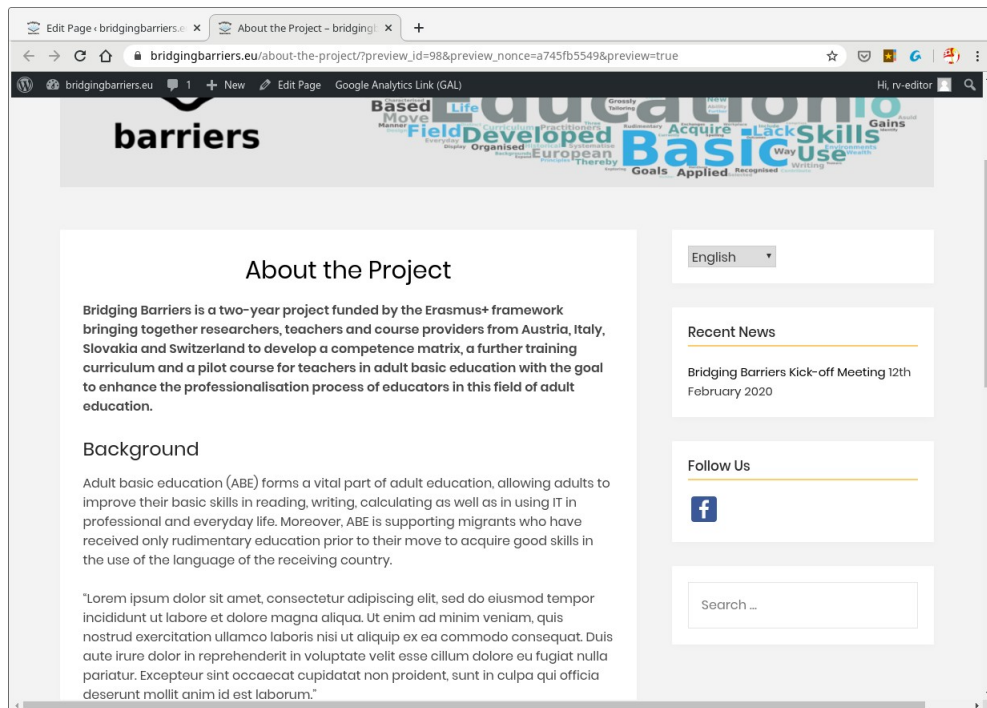 Edit Page ‹ bridgingbarriers.e
About the Project – bridgingb
bridgingbarriers.eu/about-the-project/?preview_id=98&preview_nonce=a745fb5549&preview=true
bridgingbarriers.eu 1 New Edit Page Google Analytics Link (GAL) Hi, rv-editor
barriers
Based Life Education
Move
Manner
Field Developed Practitioners Acquire Lack Skills Gains
Display Organised European Basic Way Use
Thereby Writing
Goals Applied Recognised
About the Project
Bridging Barriers is a two-year project funded by the Erasmus+ framework
bringing together researchers, teachers and course providers from Austria, Italy,
Slovakia and Switzerland to develop a competence matrix, a further training
curriculum and a pilot course for teachers in adult basic education with the goal
to enhance the professionalisation process of educators in this field of adult
education.
Background
Adult basic education (ABE) forms a vital part of adult education, allowing adults to
improve their basic skills in reading, writing, calculating as well as in using IT in
professional and everyday life. Moreover, ABE is supporting migrants who have
received only rudimentary education prior to their move to acquire good skills in
the use of the language of the receiving country.
"Lorem ipsum dolor sit amet, consectetur adipiscing elit, sed do eiusmod tempor
incididunt ut labore et dolore magna aliqua. Ut enim ad minim veniam, quis
nostrud exercitation ullamco laboris nisi ut aliquip ex ea commodo consequat. Duis
aute irure dolor in reprehenderit in voluptate velit esse cillum dolore eu fugiat nulla
pariatur. Excepteur sint occaecat cupidatat non proident, sunt in culpa qui officia
deserunt mollit anim id est laborum."
English
Recent News
Bridging Barriers Kick-off Meeting 12th
February 2020
Follow Us
Search …